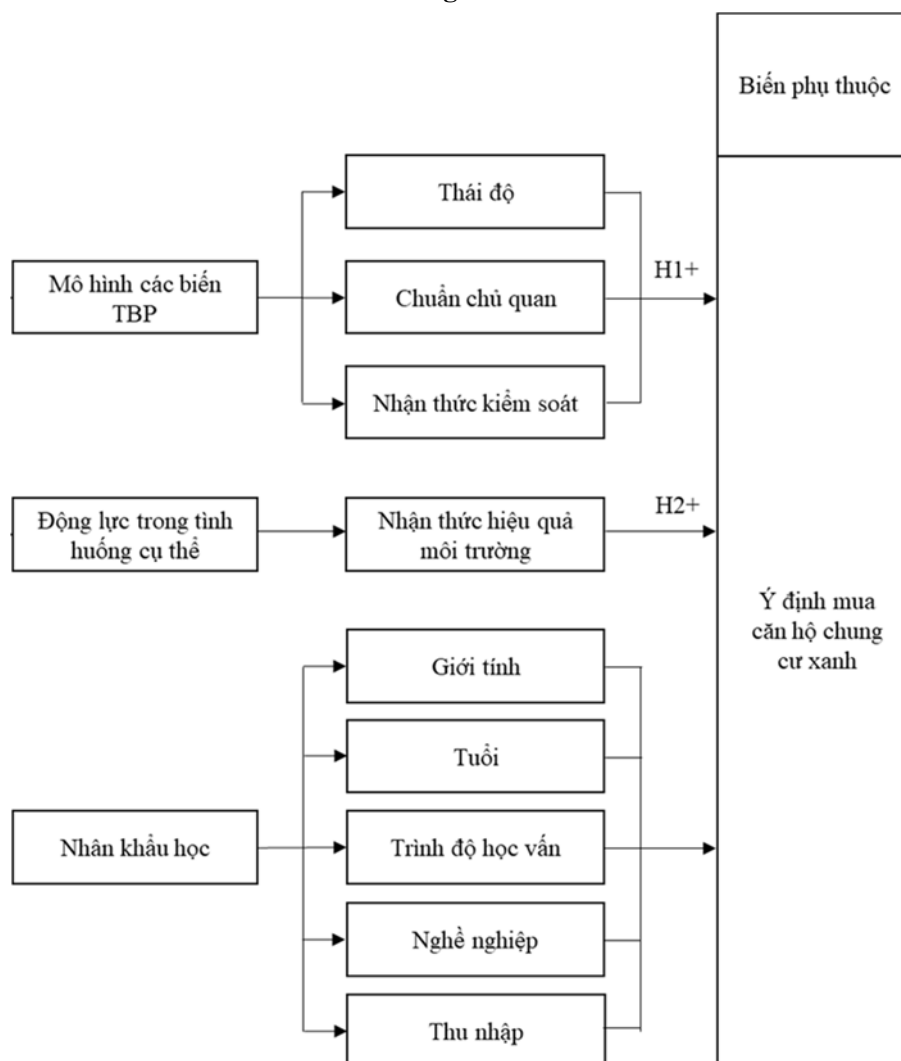 Biến phụ thuộc
Thái độ
Mô hình các biến
TBP
Chuẩn chủ quan
H1+
Nhận thức kiểm soát
Động lực trong tình
huống cụ thể
Nhận thức hiệu quả
môi trường
H2+
Ý định mua
căn hộ chung
cư xanh
Giới tính
Tuổi
Nhân khẩu học
Trình độ học vấn
Nghề nghiệp
Thu nhập